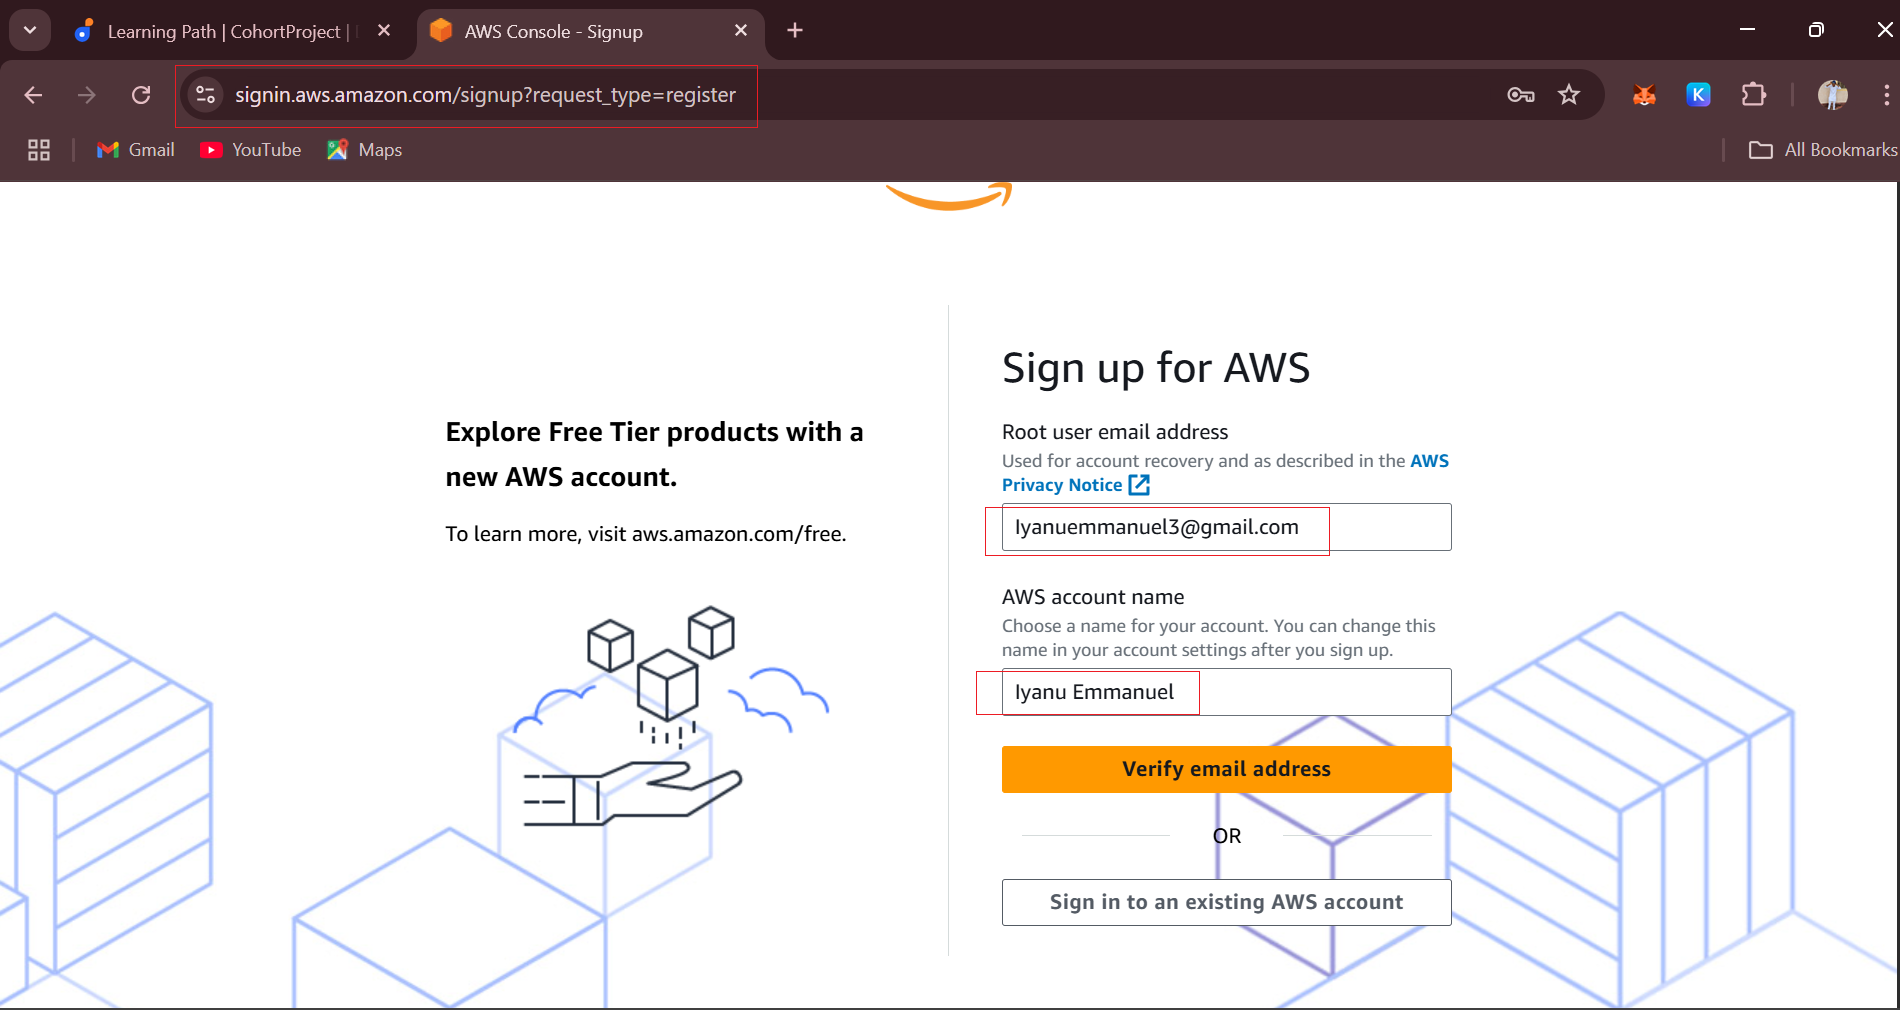 Learning Path | CohortProject |
AWS Console - Signup
signin.aws.amazon.com/signup?request_type=register
K
Gmail
YouTube
Maps
All Bookmarks
Explore Free Tier products with a
new AWS account.
To learn more, visit aws.amazon.com/free.
Sign up for AWS
Root user email address
Used for account recovery and as described in the AWS
Privacy Notice
Iyanuemmanuel3@gmail.com
AWS account name
Choose a name for your account. You can change this
name in your account settings after you sign up.
Iyanu Emmanuel
Verify email address
OR
Sign in to an existing AWS account